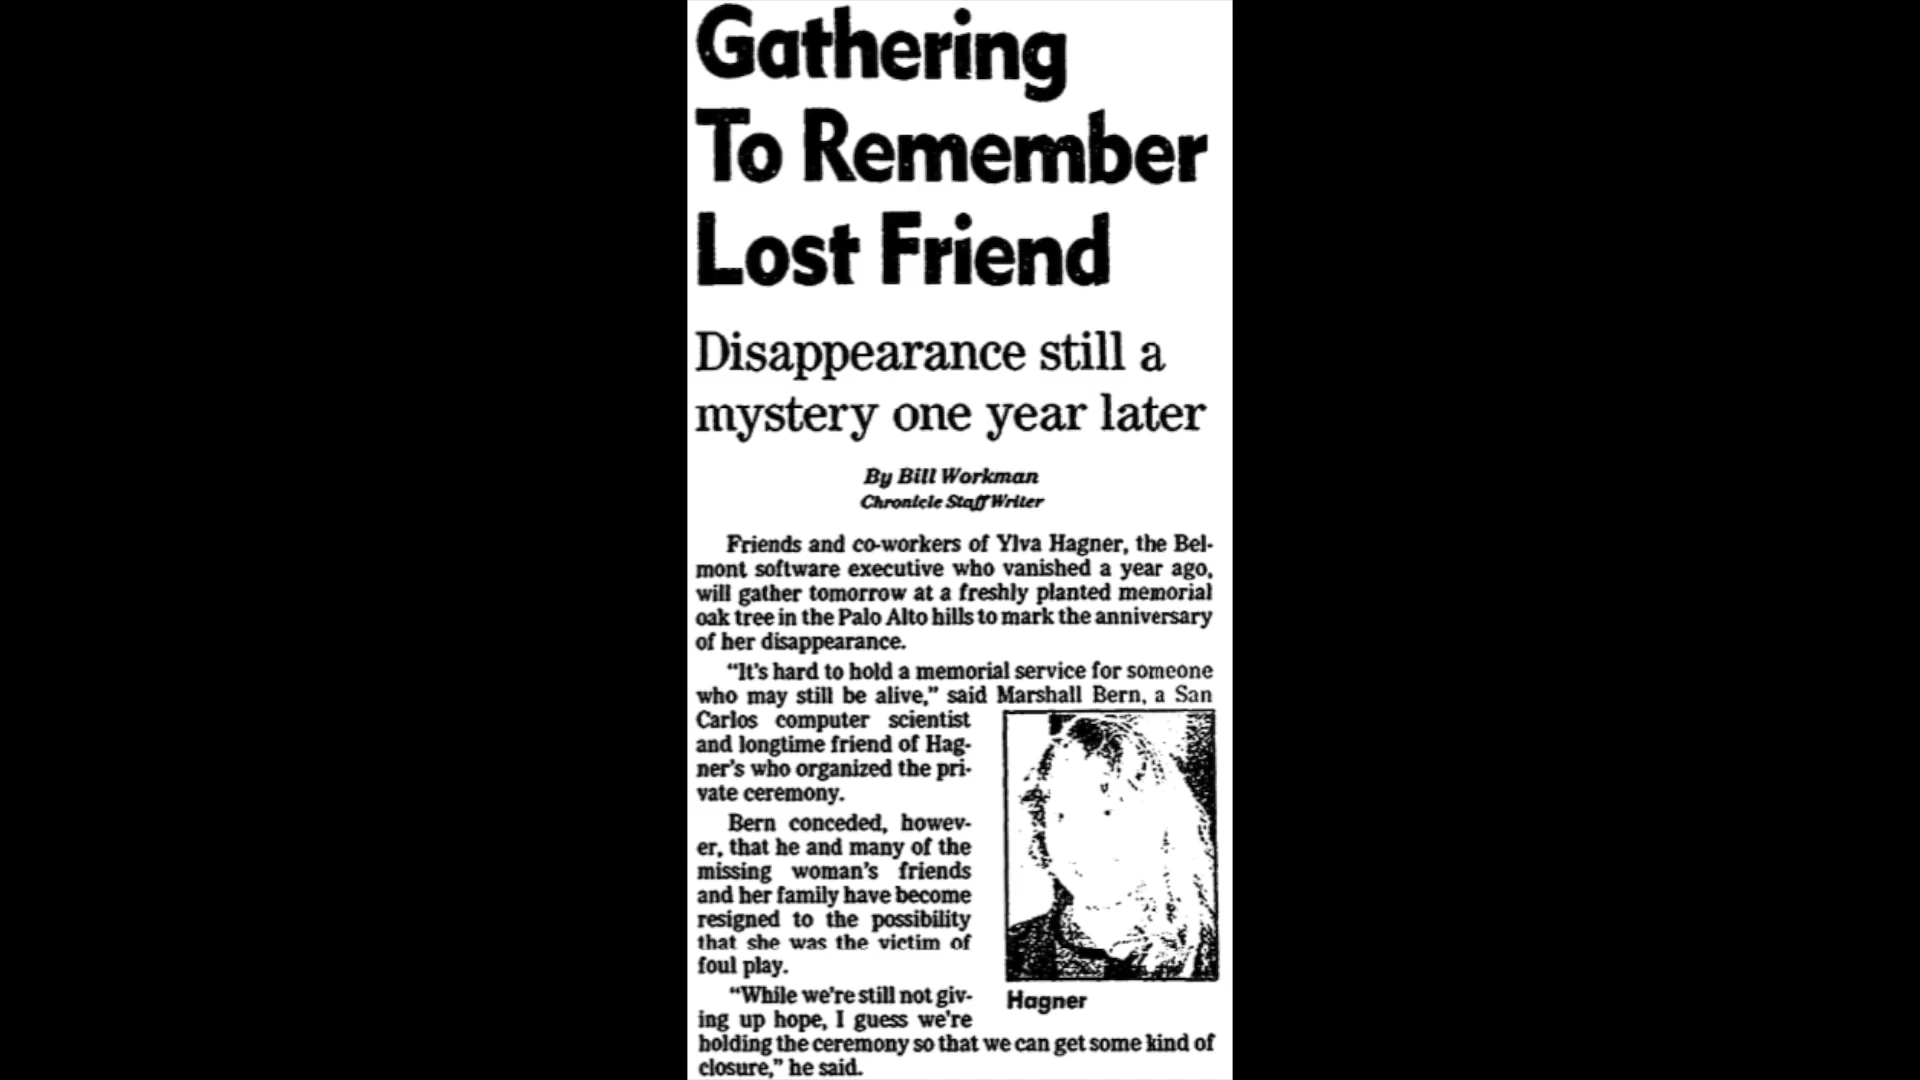 Gathering
To Remember
Lost Friend
Disappearance still a
mystery one year later
By Bill Workman
Chronicle Staff Writer
Friends and co-workers of Ylva Hagner, the Bel-
mont software executive who vanished a year ago,
will gather tomorrow at a freshly planted memorial
oak tree in the Palo Alto hills to mark the anniversary
of her disappearance.
"It's hard to hold a memorial service for someone
who may still be alive," said Marshall Bern, a San
Carlos computer scientist
and longtime friend of Hag-
ner's who organized the pri-
vate ceremony.
Bern conceded, howev-
er, that he and many of the
missing woman's friends
and her family have become
resigned to the possibility
that she was the victim of
foul play.
"While we're still not giv-
ing up hope, I guess we're
holding the ceremony so that we can get some kind of
closure," he said.
Hagner